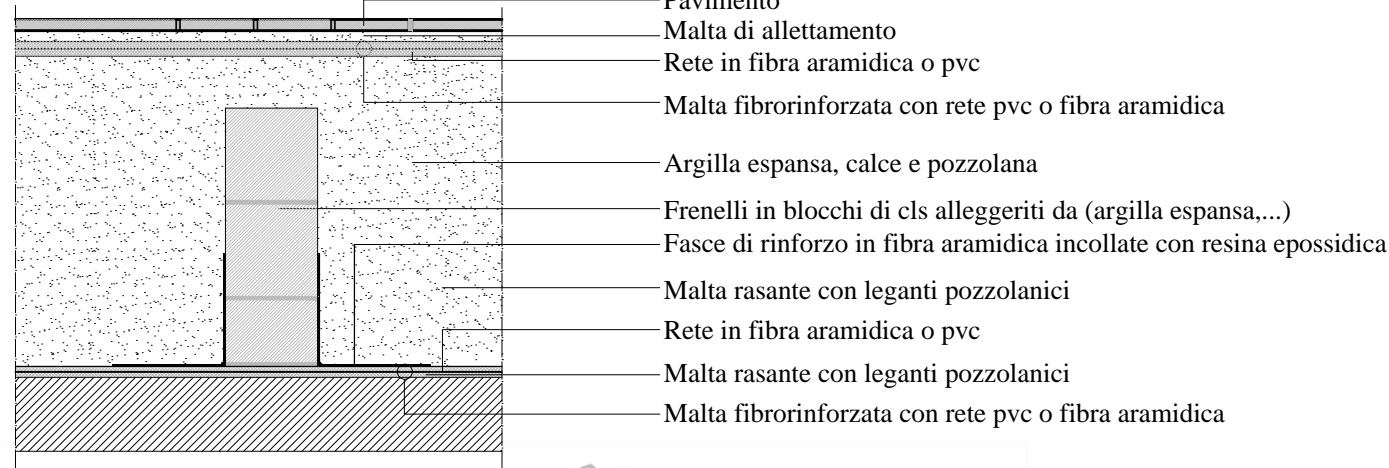 Pavimento
Malta di allettamento
Rete in fibra aramidica o pvc
Malta fibrorinforzata con rete pvc o fibra aramidica
Argilla espansa, calce e pozzolana
Frenelli in blocchi di cls alleggeriti da (argilla espansa,...)
Fasce di rinforzo in fibra aramidica incollate con resina epossidica
Malta rasante con leganti pozzolanici
Rete in fibra aramidica o pvc
Malta rasante con leganti pozzolanici
Malta fibrorinforzata con rete pvc o fibra aramidica